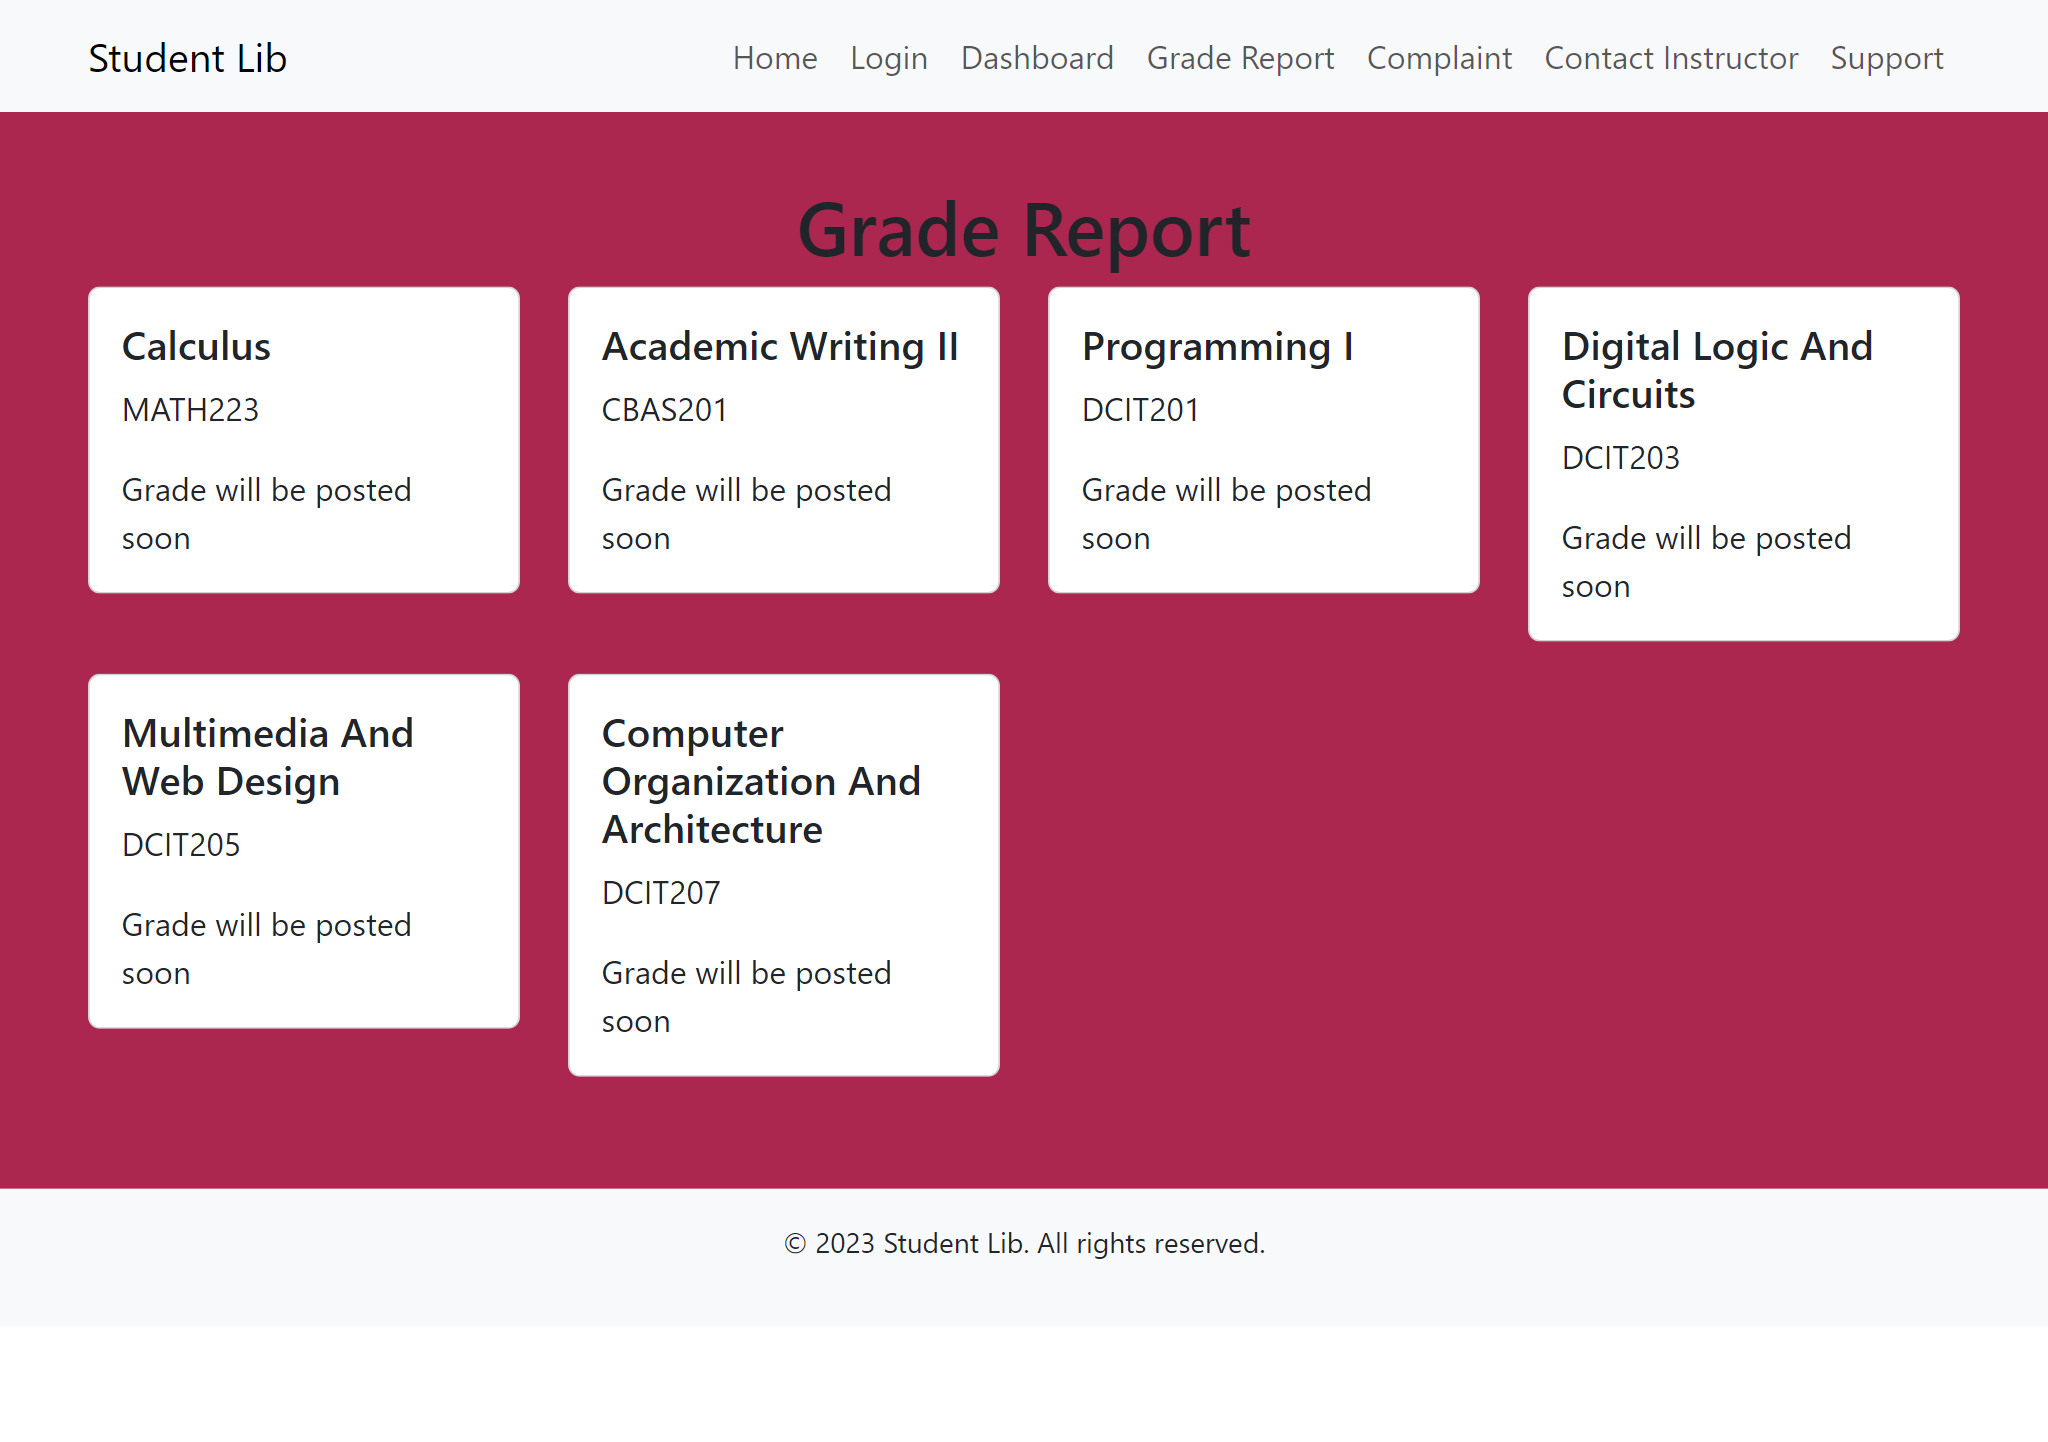 Student Lib
Home Login Dashboard Grade Report Complaint Contact Instructor Support
Grade Report
Calculus
MATH223
Grade will be posted
soon
Academic Writing II
CBAS201
Grade will be posted
soon
Programming I
DCIT201
Grade will be posted
soon
Digital Logic And
Circuits
DCIT203
Grade will be posted
soon
Multimedia And
Web Design
DCIT205
Grade will be posted
soon
Computer
Organization And
Architecture
DCIT207
Grade will be posted
soon
© 2023 Student Lib. All rights reserved.